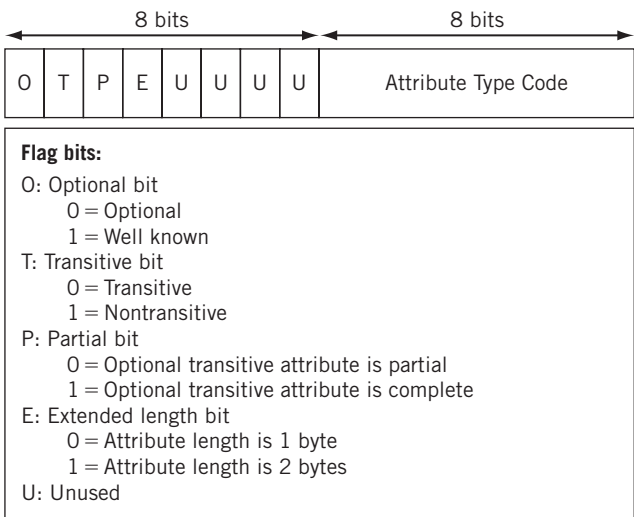 8 bits 8 bits
O T P E U U U U Attribute Type Code
Flag bits:
O: Optional bit
0 = Optional
1 = Well known
T: Transitive bit
0 = Transitive
1 = Nontransitive
P: Partial bit
0 = Optional transitive attribute is partial
1 = Optional transitive attribute is complete
E: Extended length bit
0 = Attribute length is 1 byte
1 = Attribute length is 2 bytes
U: Unused